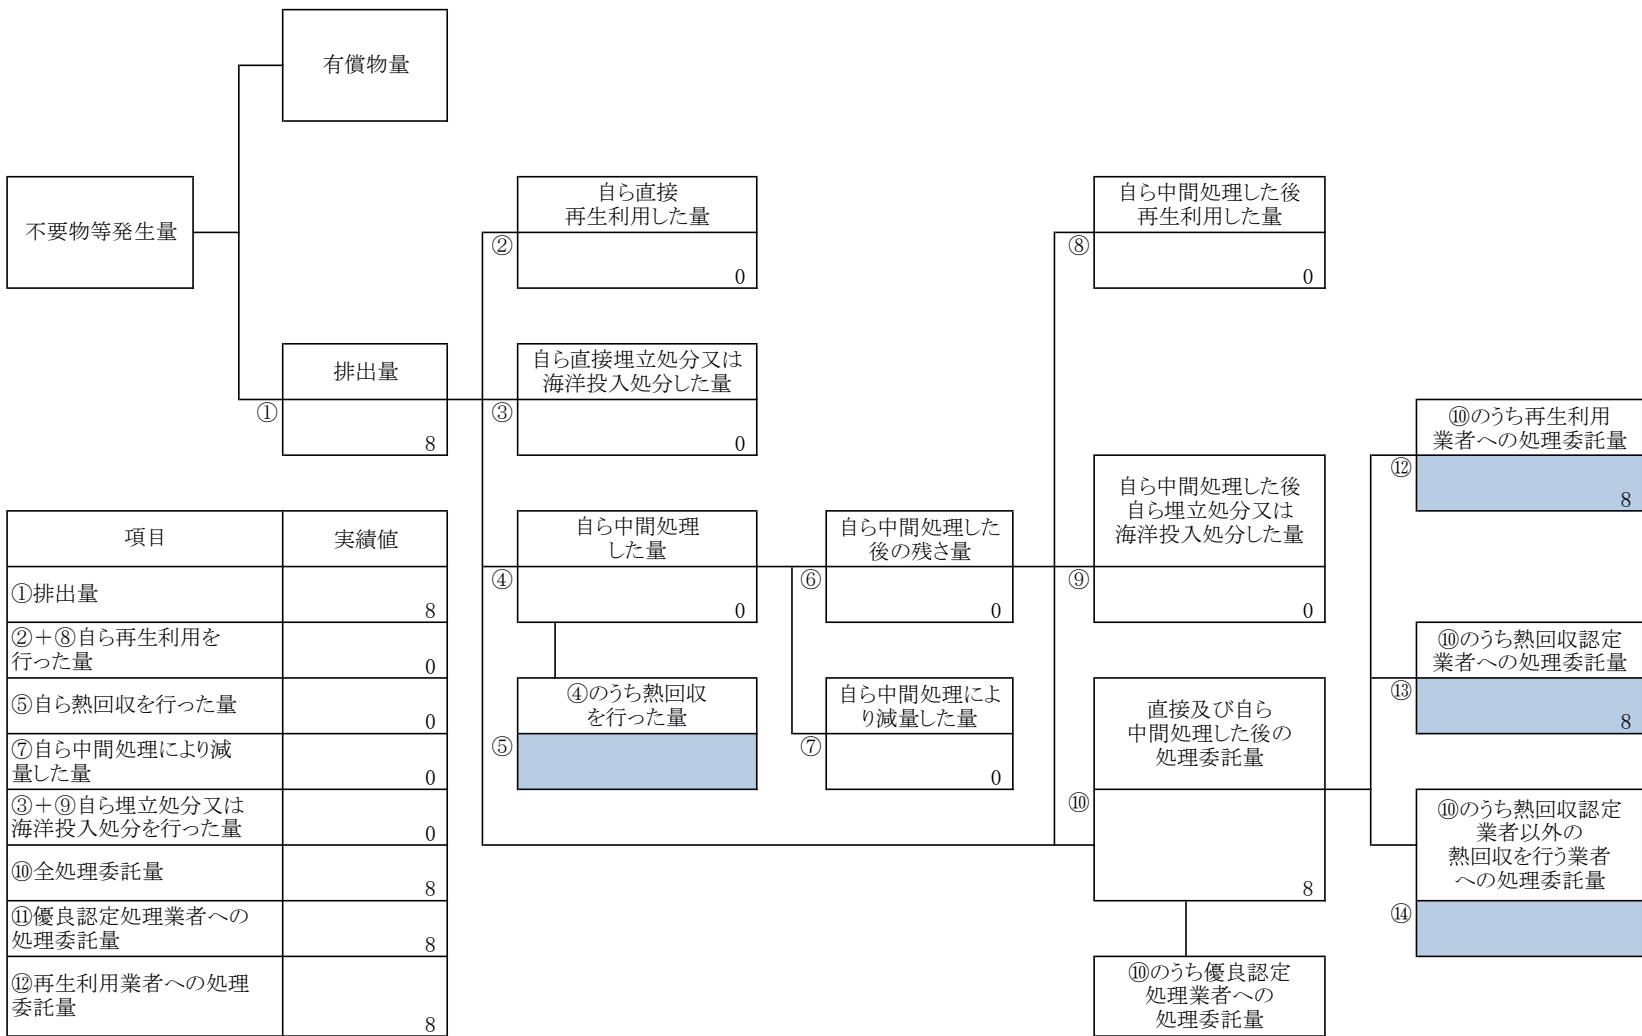 有償物量
不要物等発生量
自ら直接
再生利用した量
②
0
自ら中間処理した後
再生利用した量
⑧
0
排出量
①
8
自ら直接埋立処分又は
海洋投入処分した量
③
0
⑩のうち再生利用
業者への処理委託量
⑫
8
自ら中間処理
した量
④
0
自ら中間処理した
後の残さ量
⑥
0
自ら中間処理した後
自ら埋立処分又は
海洋投入処分した量
⑨
0
⑩のうち熱回収認定
業者への処理委託量
⑬
8
④のうち熱回収
を行った量
⑤
自ら中間処理によ
り減量した量
⑦
0
直接及び自ら
中間処理した後の
処理委託量
⑩
8
⑩のうち熱回収認定
業者以外の
熱回収を行う業者
への処理委託量
⑭
⑩のうち優良認定
処理業者への
処理委託量
項目 実績値
①排出量
8
②+⑧自ら再生利用を
行った量
0
⑤自ら熱回収を行った量
0
⑦自ら中間処理により減
量した量
0
③+⑨自ら埋立処分又は
海洋投入処分を行った量
0
⑩全処理委託量
8
⑪優良認定処理業者への
処理委託量
8
⑫再生利用業者への処理
委託量
8